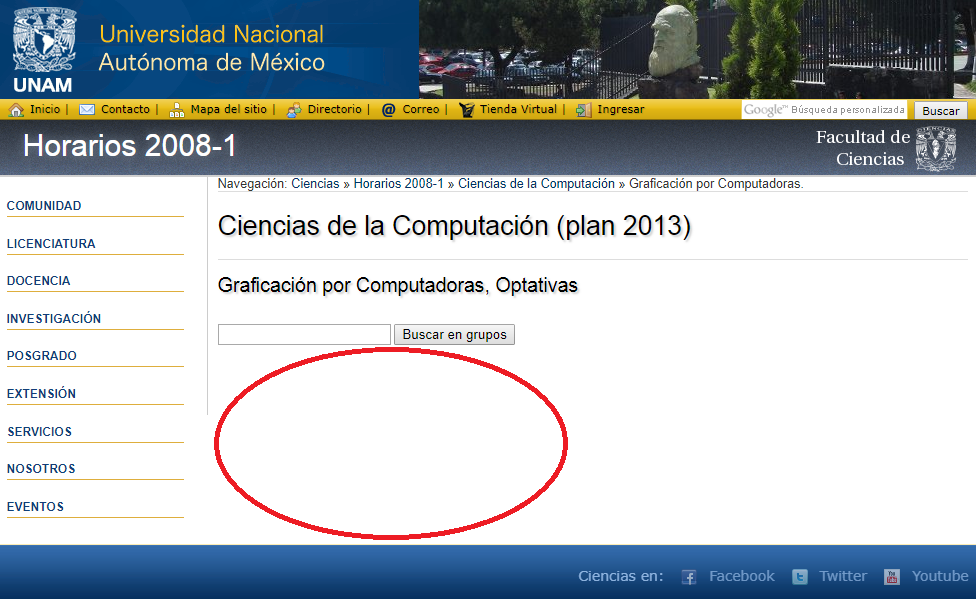 Universidad Nacional
Autónoma de México
UNAM
Inicio | Contacto | Mapa del sitio | Directorio | @ Correo | Tienda Virtual | Ingresar
Google™ Búsqueda personalizada Buscar
Horarios 2008-1
Facultad de
Ciencias
CIENCIAS
Navegación: Ciencias » Horarios 2008-1 » Ciencias de la Computación » Graficación por Computadoras.
COMUNIDAD
LICENCIATURA
DOCENCIA
INVESTIGACIÓN
POSGRADO
EXTENSIÓN
SERVICIOS
NOSOTROS
EVENTOS
Ciencias de la Computación (plan 2013)
Graficación por Computadoras, Optativas
Buscar en grupos
Ciencias en: f Facebook t Twitter You Tube Youtube